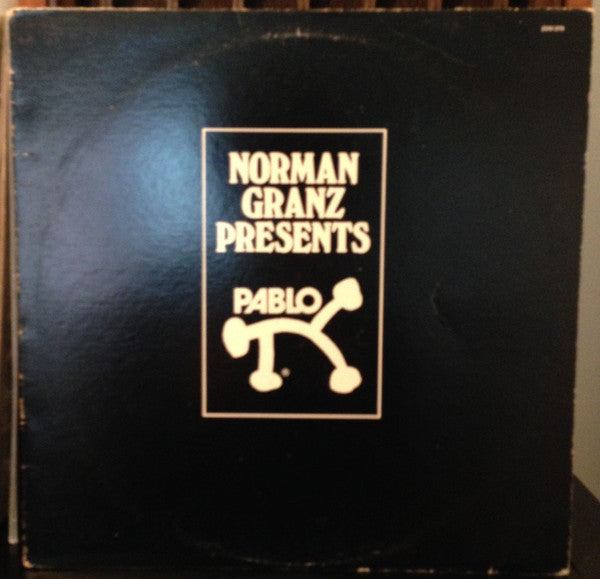 NORMAN
GRANZ
PRESENTS
PABLO
®